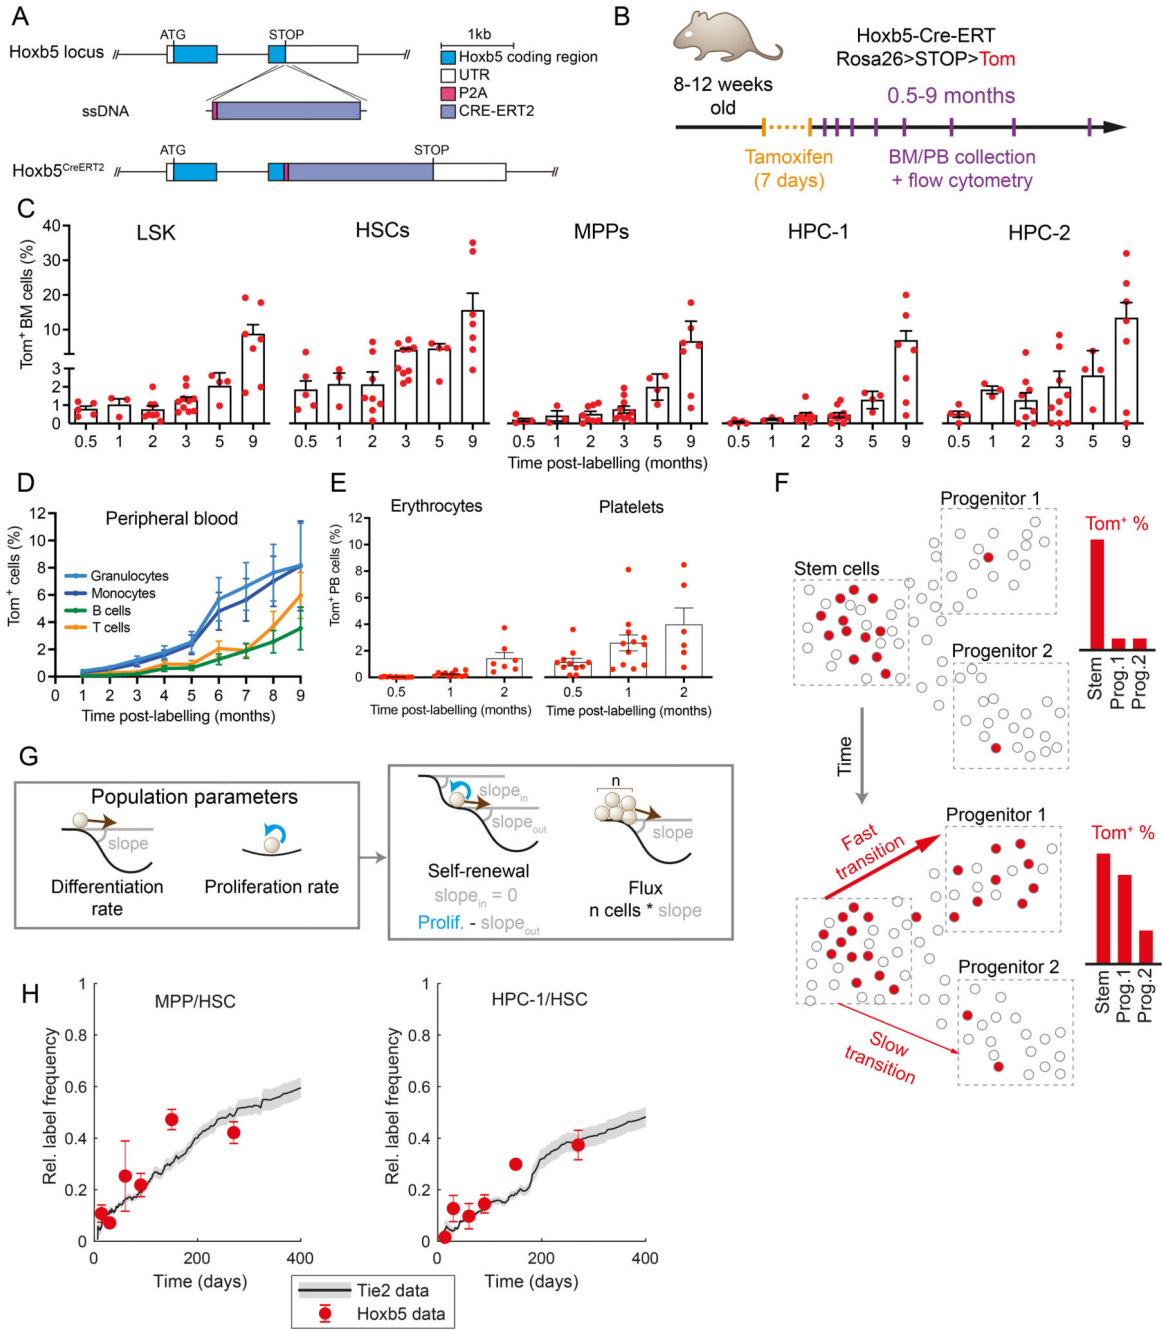 A
Hoxb5 locus
ATG
STOP
1kb
Hoxb5 coding region
UTR
P2A
CRE-ERT2
ssDNA
Hoxb5CreERT2
ATG
STOP
B
Hoxb5-Cre-ERT
Rosa26>STOP>Tom
8-12 weeks
old
0.5-9 months
Tamoxifen
(7 days)
BM/PB collection
+ flow cytometry
C
Tom+ BM cells (%)
40
30
20
10
3
2
1
0
LSK
0.5 1 2 3 5 9
HSCs
0.5 1 2 3 5 9
MPPs
0.5 1 2 3 5 9
HPC-1
0.5 1 2 3 5 9
HPC-2
0.5 1 2 3 5 9
Time post-labelling (months)
D
Peripheral blood
Tom+ cells (%)
12
10
8
6
4
2
0
Granulocytes
Monocytes
B cells
T cells
0 1 2 3 4 5 6 7 8 9
Time post-labelling (months)
E
Tom+ PB cells (%)
12
10
8
6
4
2
0
Erythrocytes
0.5 1 2
Time post-labelling (months)
Platelets
0.5 1 2
Time post-labelling (months)
F
Stem cells
Progenitor 1
Progenitor 2
Tom+ %
Stem
Prog.1
Prog.2
Time
Fast
transition
Slow
transition
Progenitor 1
Progenitor 2
Tom+ %
Stem
Prog.1
Prog.2
G
Population parameters
slope
Differentiation
rate
Proliferation rate
slopein
slopeout
Self-renewal
slopein = 0
Prolif. - slopeout
n
slope
Flux
n cells * slope
H
MPP/HSC
Rel. label frequency
1
0.8
0.6
0.4
0.2
0
0 200 400
Time (days)
HPC-1/HSC
Rel. label frequency
1
0.8
0.6
0.4
0.2
0
0 200 400
Time (days)
Tie2 data
Hoxb5 data